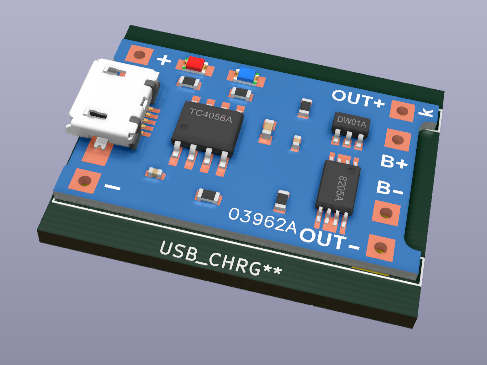 +
TC4056A
OUT+
K
DW01A
B+
B-
8205A
-
03962A
OUT-
USB_CHRG**